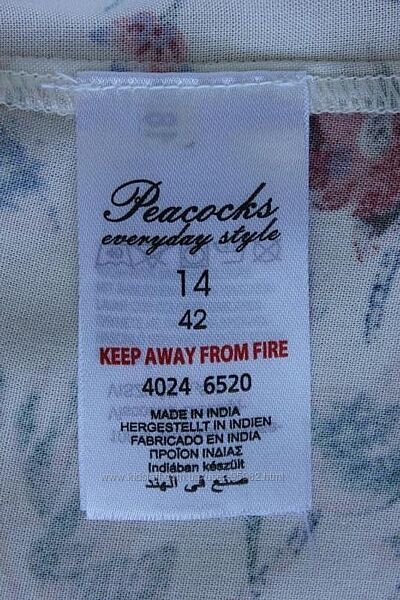 Peacocks
everyday style
14
42
KEEP AWAY FROM FIRE
4024 6520
MADE IN INDIA
HERGESTELLT IN INDIEN
FABRICADO EN INDIA
ΠΡΟΪΟΝ ΙΝΔΙΑΣ
Indiában készült
صنع في الهند